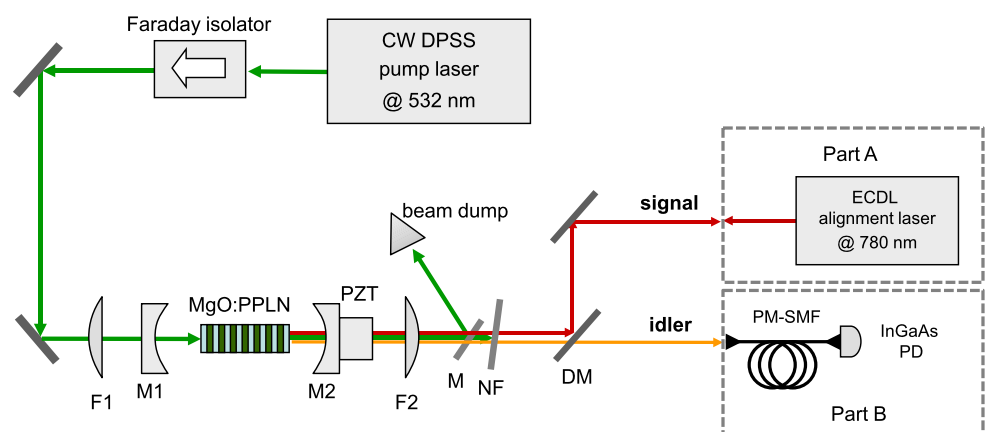 Faraday isolator
CW DPSS
pump laser
@ 532 nm
Part A
ECDL
alignment laser
@ 780 nm
signal
beam dump
MgO:PPLN
PZT
idler
PM-SMF
InGaAs
PD
F1
M1
M2
F2
M
NF
DM
Part B